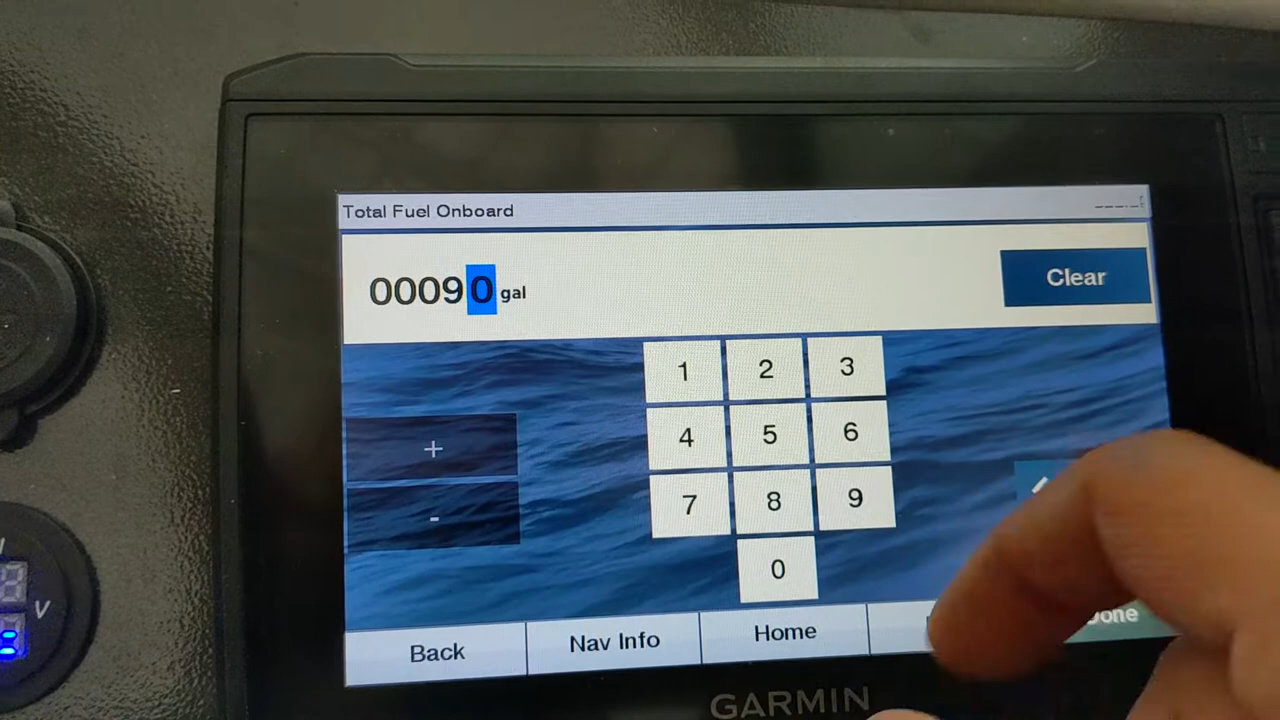 Total Fuel Onboard
00090 gal
Clear
1 2 3
+
4 5 6
-
7 8 9
0
Back
Nav Info
Home
GARMIN
V